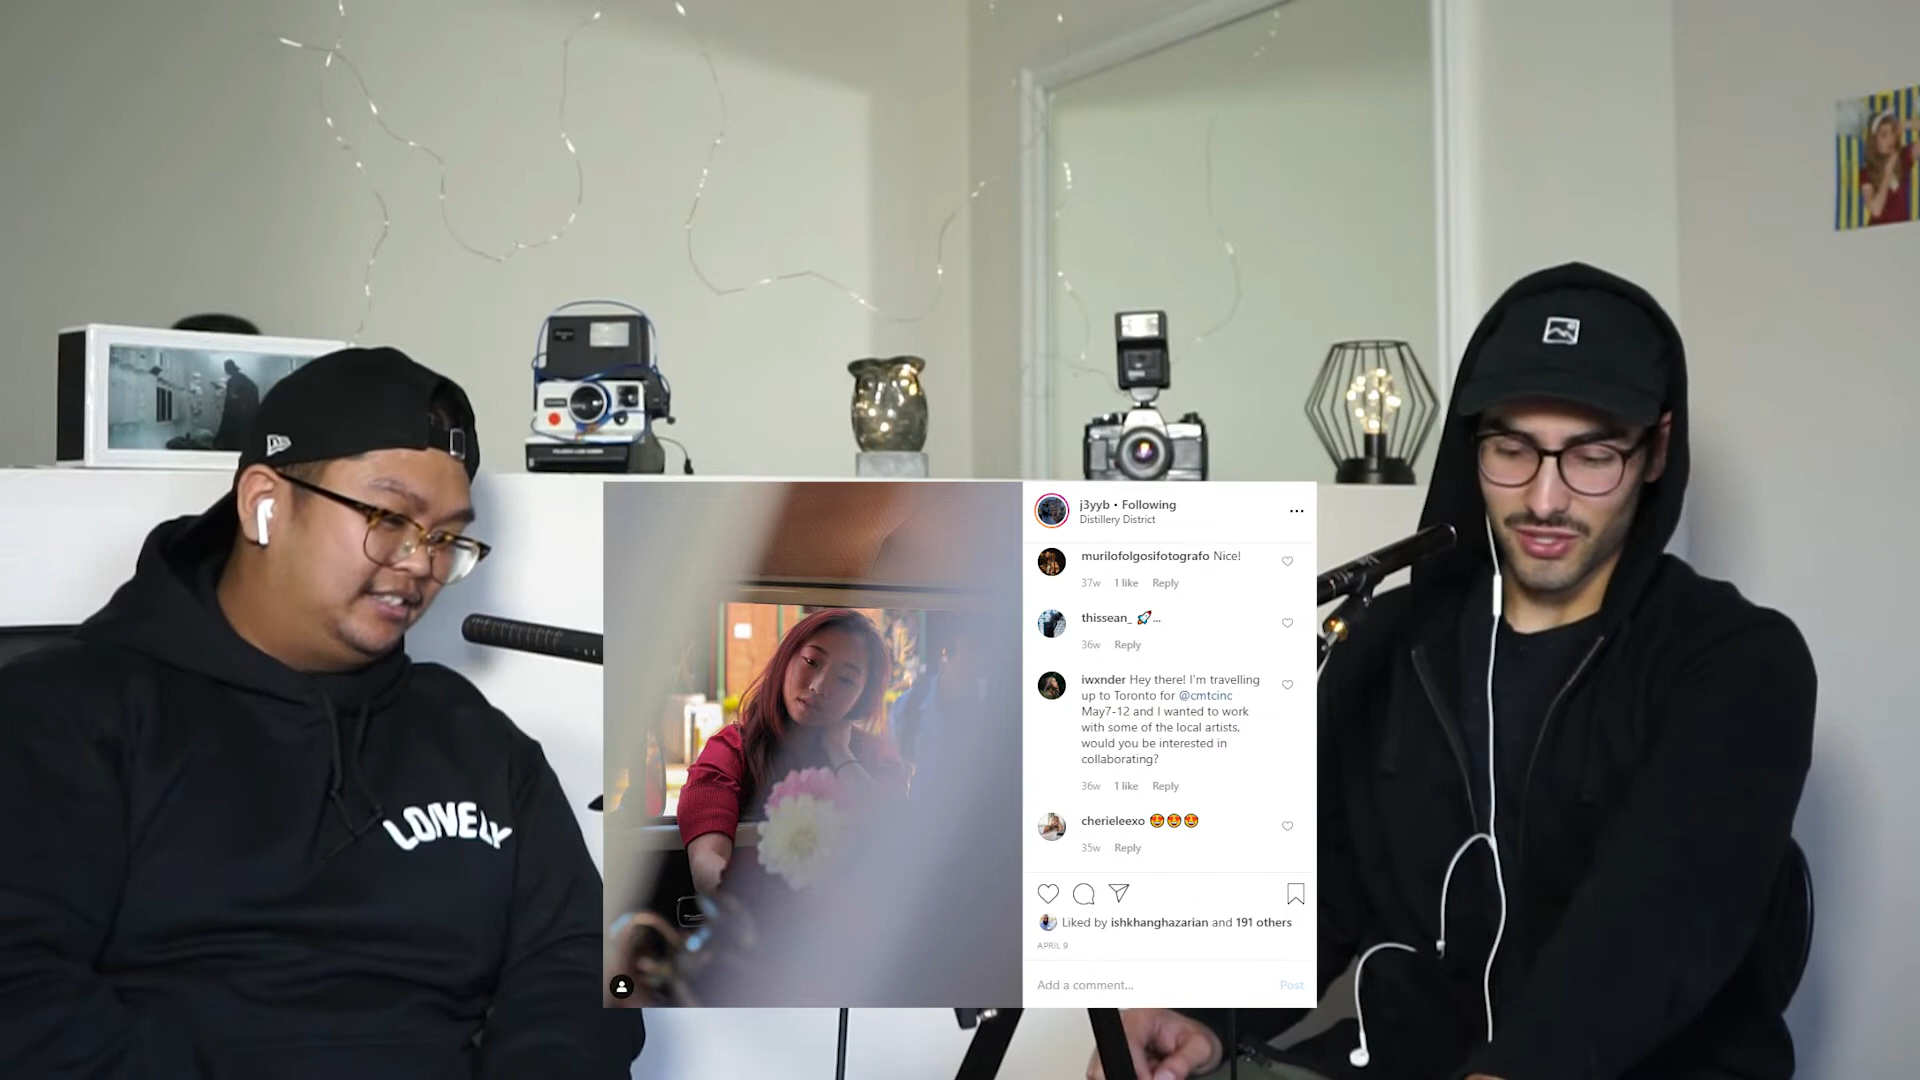 LONELY
j3yyb • Following
Distillery District
murilofolgosifotografo Nice!
37w 1 like Reply
thissean_ 🚀...
36w Reply
iwxnder Hey there! I'm travelling
up to Toronto for @cmtcinc
May7-12 and I wanted to work
with some of the local artists,
would you be interested in
collaborating?
36w 1 like Reply
cherieleexo 🤩🤩🤩
35w Reply
Liked by ishkhanghazarian and 191 others
APRIL 9
Add a comment...
Post